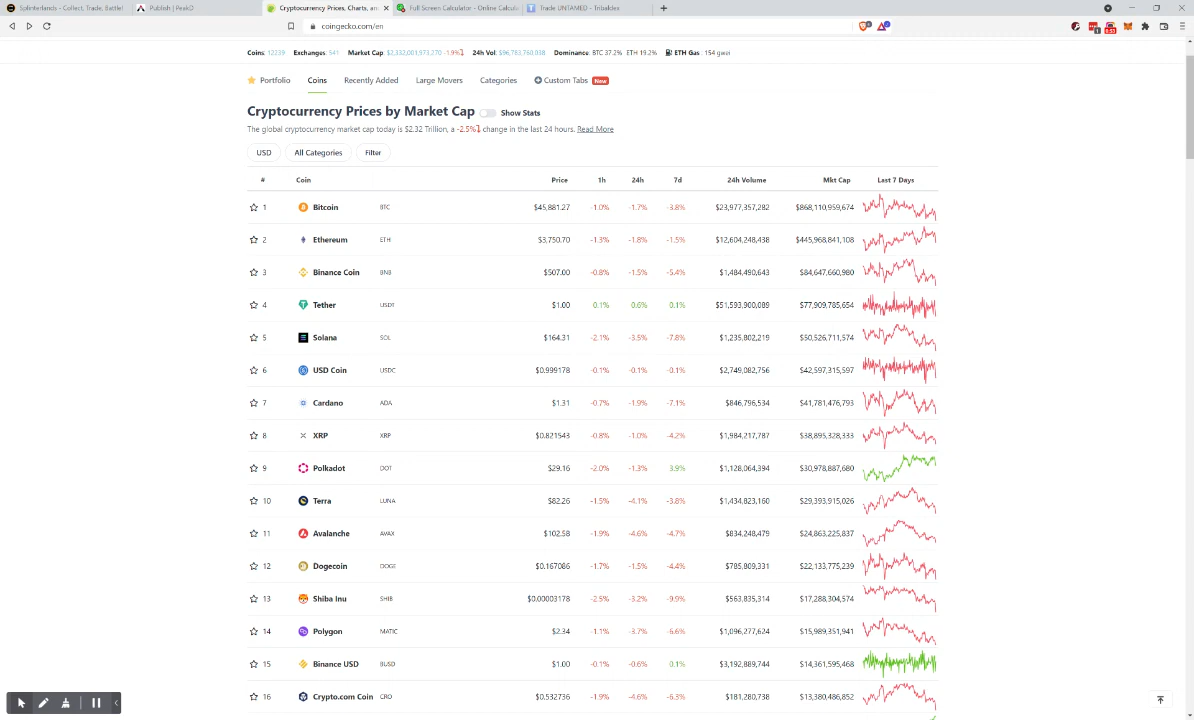 Splinterlands - Collect, Trade, Battle!
Publish | PeakD
Cryptocurrency Prices, Charts, an
Full Screen Calculator - Online Calcul
Trade UNTAMED - Tribaldex
coingecko.com/en
Coins: 12239 Exchanges: 541 Market Cap: $2,332,001,973,270 -1.9% 24h Vol: $96,783,760,038 Dominance: BTC 37.2% ETH 19.2% ETH Gas: 154 gwei
Portfolio Coins Recently Added Large Movers Categories Custom Tabs New
Cryptocurrency Prices by Market Cap Show Stats
The global cryptocurrency market cap today is $2.32 Trillion, a -2.5% change in the last 24 hours. Read More
USD All Categories Filter
# Coin Price 1h 24h 7d 24h Volume Mkt Cap Last 7 Days
1 Bitcoin BTC $45,881.27 -1.0% -1.7% -3.8% $23,977,357,282 $868,110,959,674
2 Ethereum ETH $3,750.70 -1.3% -1.8% -1.5% $12,604,248,438 $445,968,841,108
3 Binance Coin BNB $507.00 -0.8% -1.5% -5.4% $1,484,490,643 $84,647,660,980
4 Tether USDT $1.00 0.1% 0.6% 0.1% $51,593,900,089 $77,909,785,654
5 Solana SOL $164.31 -2.1% -3.5% -7.8% $1,235,802,219 $50,526,711,574
6 USD Coin USDC $0.999178 -0.1% -0.1% -0.1% $2,749,082,756 $42,597,315,597
7 Cardano ADA $1.31 -0.7% -1.9% -7.1% $846,796,534 $41,781,476,793
8 XRP XRP $0.821543 -0.8% -1.0% -4.2% $1,984,217,787 $38,895,328,333
9 Polkadot DOT $29.16 -2.0% -1.3% 3.9% $1,128,064,394 $30,978,887,680
10 Terra LUNA $82.26 -1.5% -4.1% -3.8% $1,434,823,160 $29,393,915,026
11 Avalanche AVAX $102.58 -1.9% -4.6% -4.7% $834,248,479 $24,863,225,837
12 Dogecoin DOGE $0.167086 -1.7% -1.5% -4.4% $785,809,331 $22,133,775,239
13 Shiba Inu SHIB $0.00003178 -2.5% -3.2% -9.9% $563,835,314 $17,288,304,574
14 Polygon MATIC $2.34 -1.1% -3.7% -6.6% $1,096,277,624 $15,989,351,941
15 Binance USD BUSD $1.00 -0.1% -0.6% 0.1% $3,192,889,744 $14,361,595,468
16 Crypto.com Coin CRO $0.532736 -1.9% -4.6% -6.3% $181,280,738 $13,380,486,852